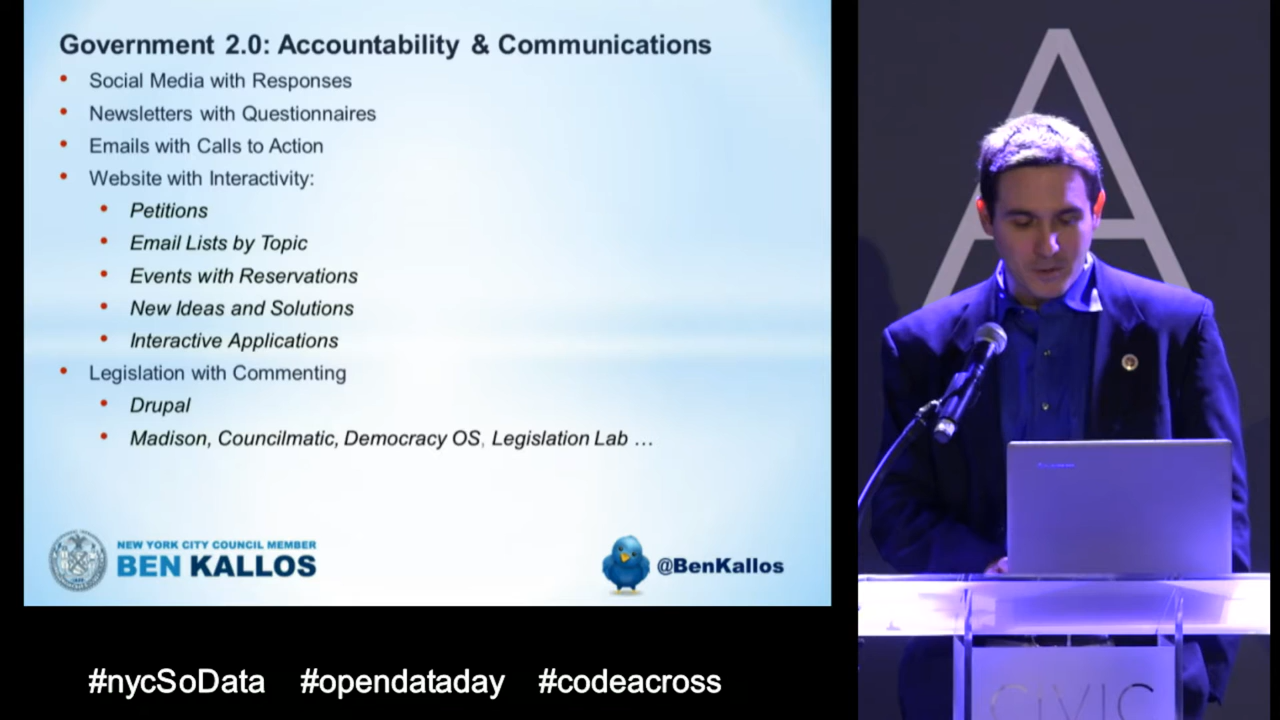 Government 2.0: Accountability & Communications
• Social Media with Responses
• Newsletters with Questionnaires
• Emails with Calls to Action
• Website with Interactivity:
• Petitions
• Email Lists by Topic
• Events with Reservations
• New Ideas and Solutions
• Interactive Applications
• Legislation with Commenting
• Drupal
• Madison, Councilmatic, Democracy OS, Legislation Lab …
NEW YORK CITY COUNCIL MEMBER
BEN KALLOS
@BenKallos
#nycSoData #opendataday #codeacross
A
lenovo
CIVIC